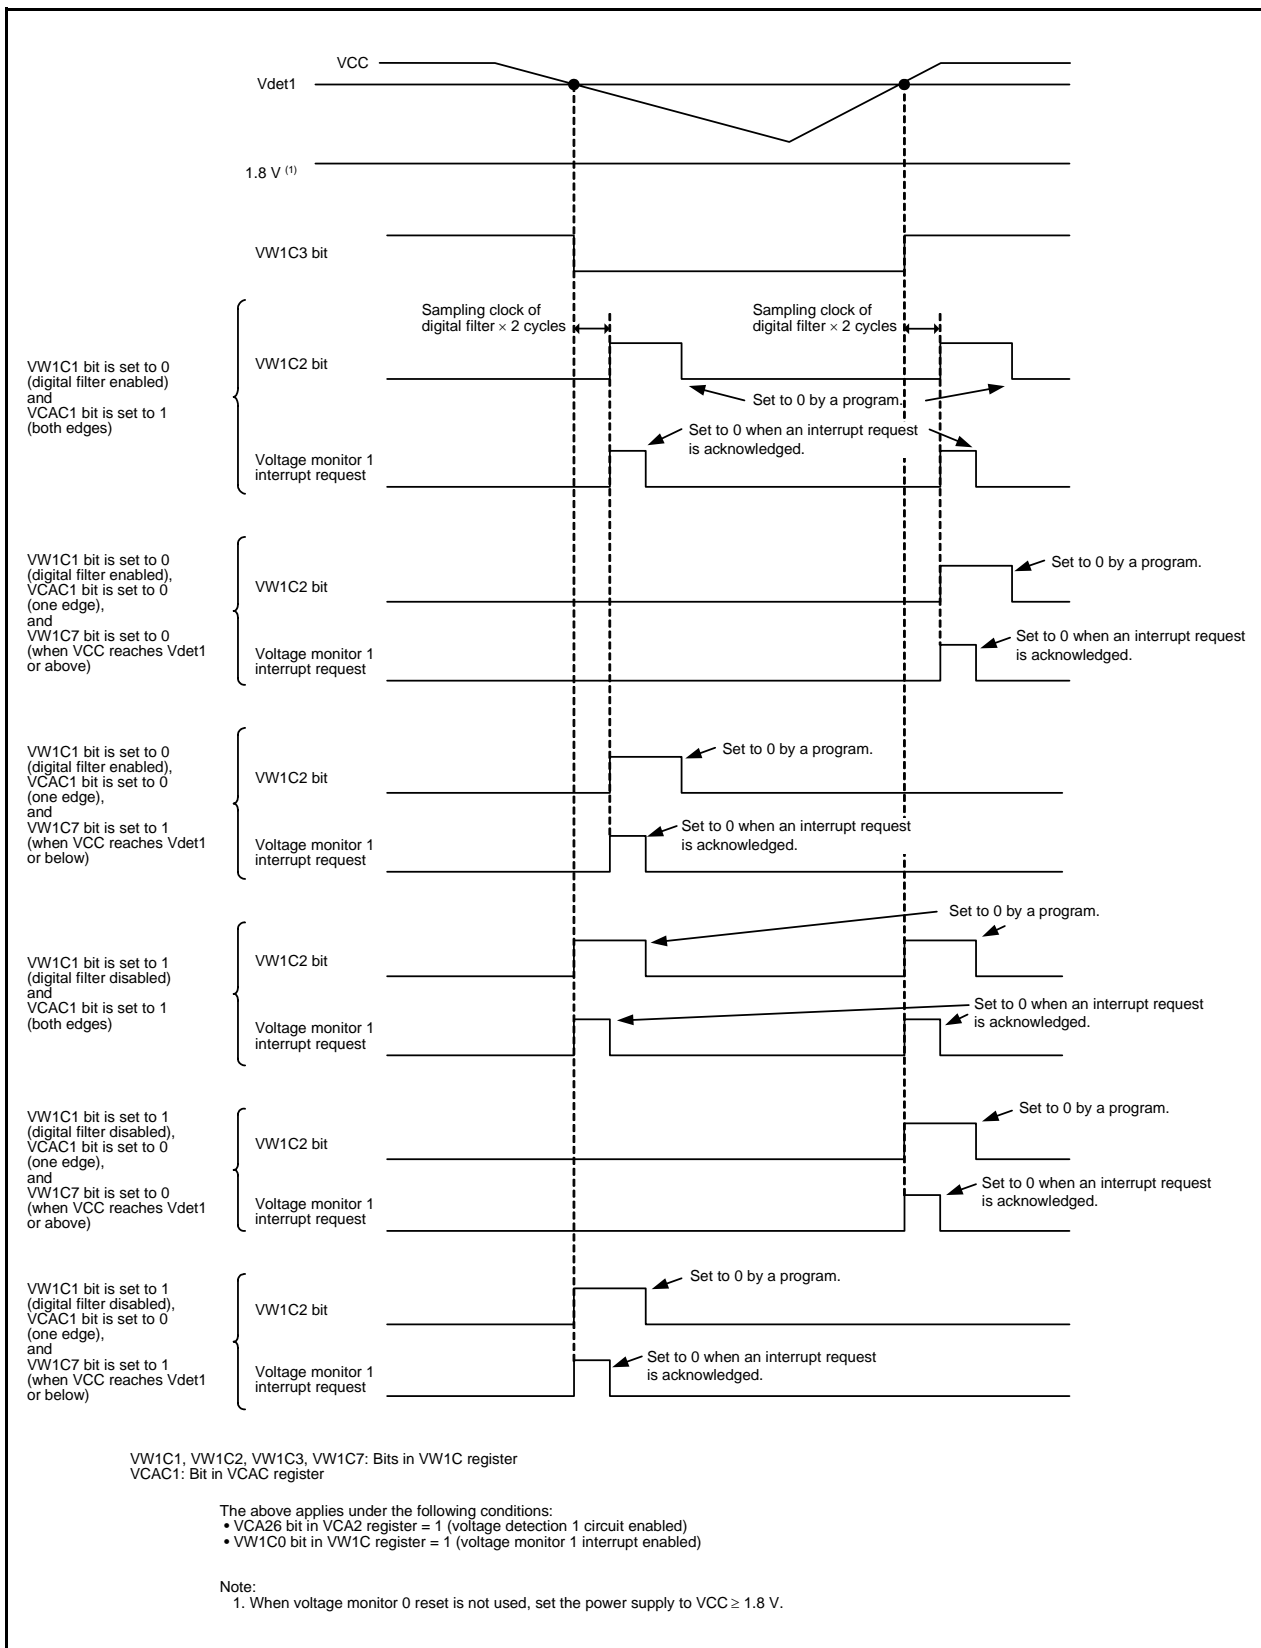 VCC
Vdet1
1.8 V (1)
VW1C3 bit
Sampling clock of
digital filter × 2 cycles
Sampling clock of
digital filter × 2 cycles
VW1C1 bit is set to 0
(digital filter enabled)
and
VCAC1 bit is set to 1
(both edges)
VW1C2 bit
Set to 0 by a program.
Set to 0 when an interrupt request
is acknowledged.
Voltage monitor 1
interrupt request
VW1C1 bit is set to 0
(digital filter enabled),
VCAC1 bit is set to 0
(one edge),
and
VW1C7 bit is set to 0
(when VCC reaches Vdet1
or above)
VW1C2 bit
Set to 0 by a program.
Voltage monitor 1
interrupt request
Set to 0 when an interrupt request
is acknowledged.
VW1C1 bit is set to 0
(digital filter enabled),
VCAC1 bit is set to 0
(one edge),
and
VW1C7 bit is set to 1
(when VCC reaches Vdet1
or below)
VW1C2 bit
Set to 0 by a program.
Voltage monitor 1
interrupt request
Set to 0 when an interrupt request
is acknowledged.
VW1C1 bit is set to 1
(digital filter disabled)
and
VCAC1 bit is set to 1
(both edges)
VW1C2 bit
Set to 0 by a program.
Voltage monitor 1
interrupt request
Set to 0 when an interrupt request
is acknowledged.
VW1C1 bit is set to 1
(digital filter disabled),
VCAC1 bit is set to 0
(one edge),
and
VW1C7 bit is set to 0
(when VCC reaches Vdet1
or above)
VW1C2 bit
Set to 0 by a program.
Voltage monitor 1
interrupt request
Set to 0 when an interrupt request
is acknowledged.
VW1C1 bit is set to 1
(digital filter disabled),
VCAC1 bit is set to 0
(one edge),
and
VW1C7 bit is set to 1
(when VCC reaches Vdet1
or below)
VW1C2 bit
Set to 0 by a program.
Voltage monitor 1
interrupt request
Set to 0 when an interrupt request
is acknowledged.
VW1C1, VW1C2, VW1C3, VW1C7: Bits in VW1C register
VCAC1: Bit in VCAC register
The above applies under the following conditions:
• VCA26 bit in VCA2 register = 1 (voltage detection 1 circuit enabled)
• VW1C0 bit in VW1C register = 1 (voltage monitor 1 interrupt enabled)
Note:
1. When voltage monitor 0 reset is not used, set the power supply to VCC ≥ 1.8 V.